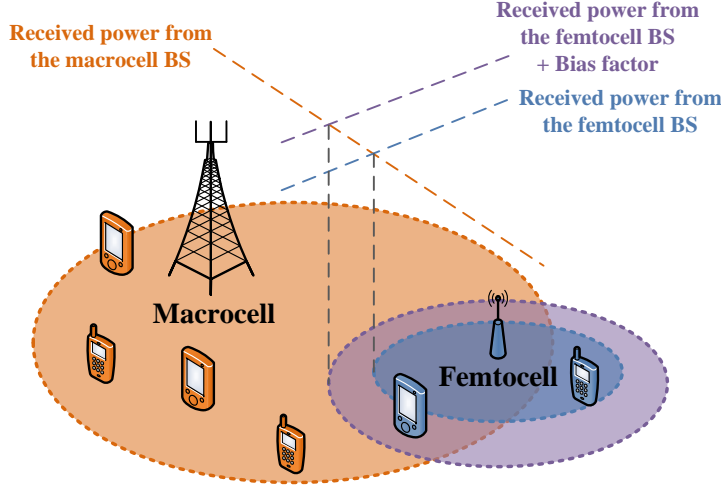 Received power from
the macrocell BS
Received power from
the femtocell BS
+ Bias factor
Received power from
the femtocell BS
Macrocell
Femtocell